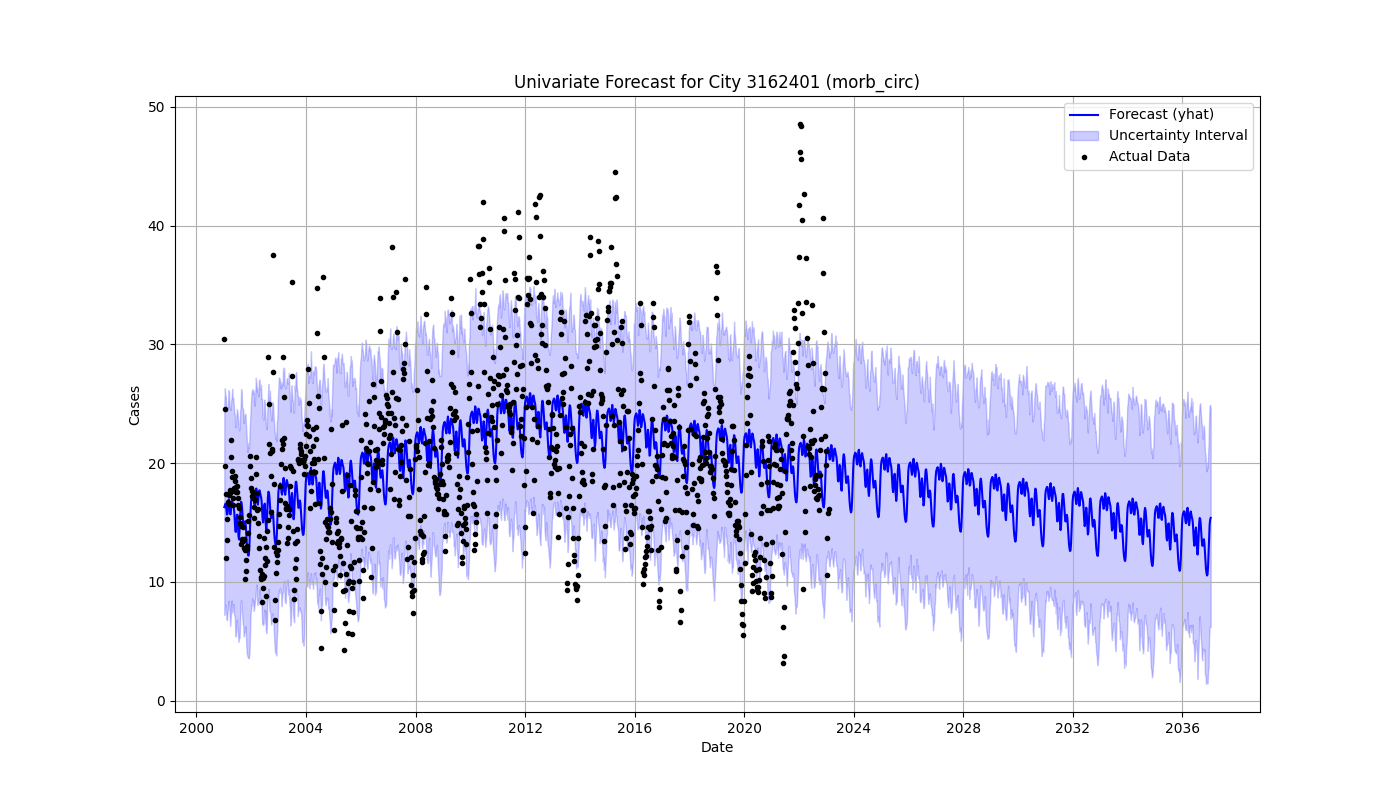 Univariate Forecast for City 3162401 (morb_circ)
Forecast (yhat)
Uncertainty Interval
Actual Data
Cases
50
40
30
20
10
0
2000 2004 2008 2012 2016 2020 2024 2028 2032 2036
Date